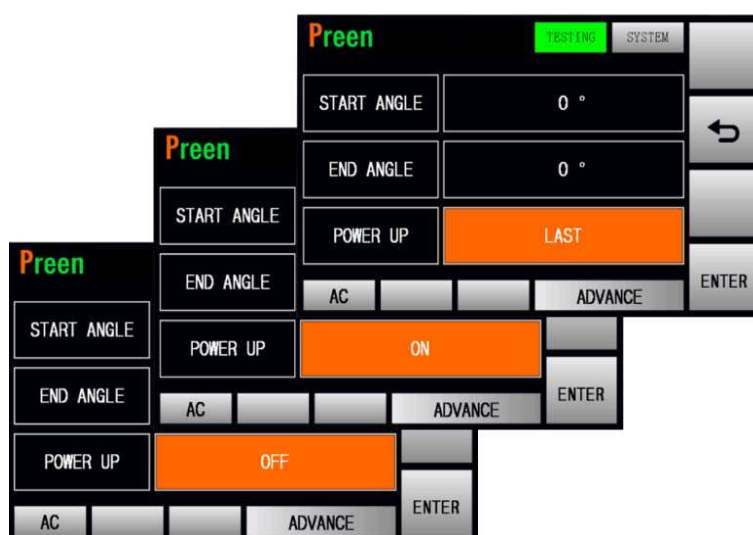 Preen
TESTING SYSTEM
START ANGLE 0 °
END ANGLE 0 °
POWER UP LAST
AC ADVANCE ENTER
Preen
START ANGLE
END ANGLE
POWER UP ON
AC ADVANCE ENTER
Preen
START ANGLE
END ANGLE
POWER UP OFF
AC ADVANCE ENTER